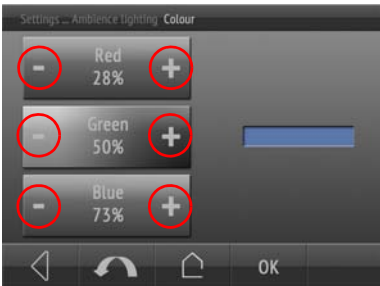 Settings ... Ambience lighting Colour
Red
- 28% +
Green
- 50% +
Blue
- 73% +
OK